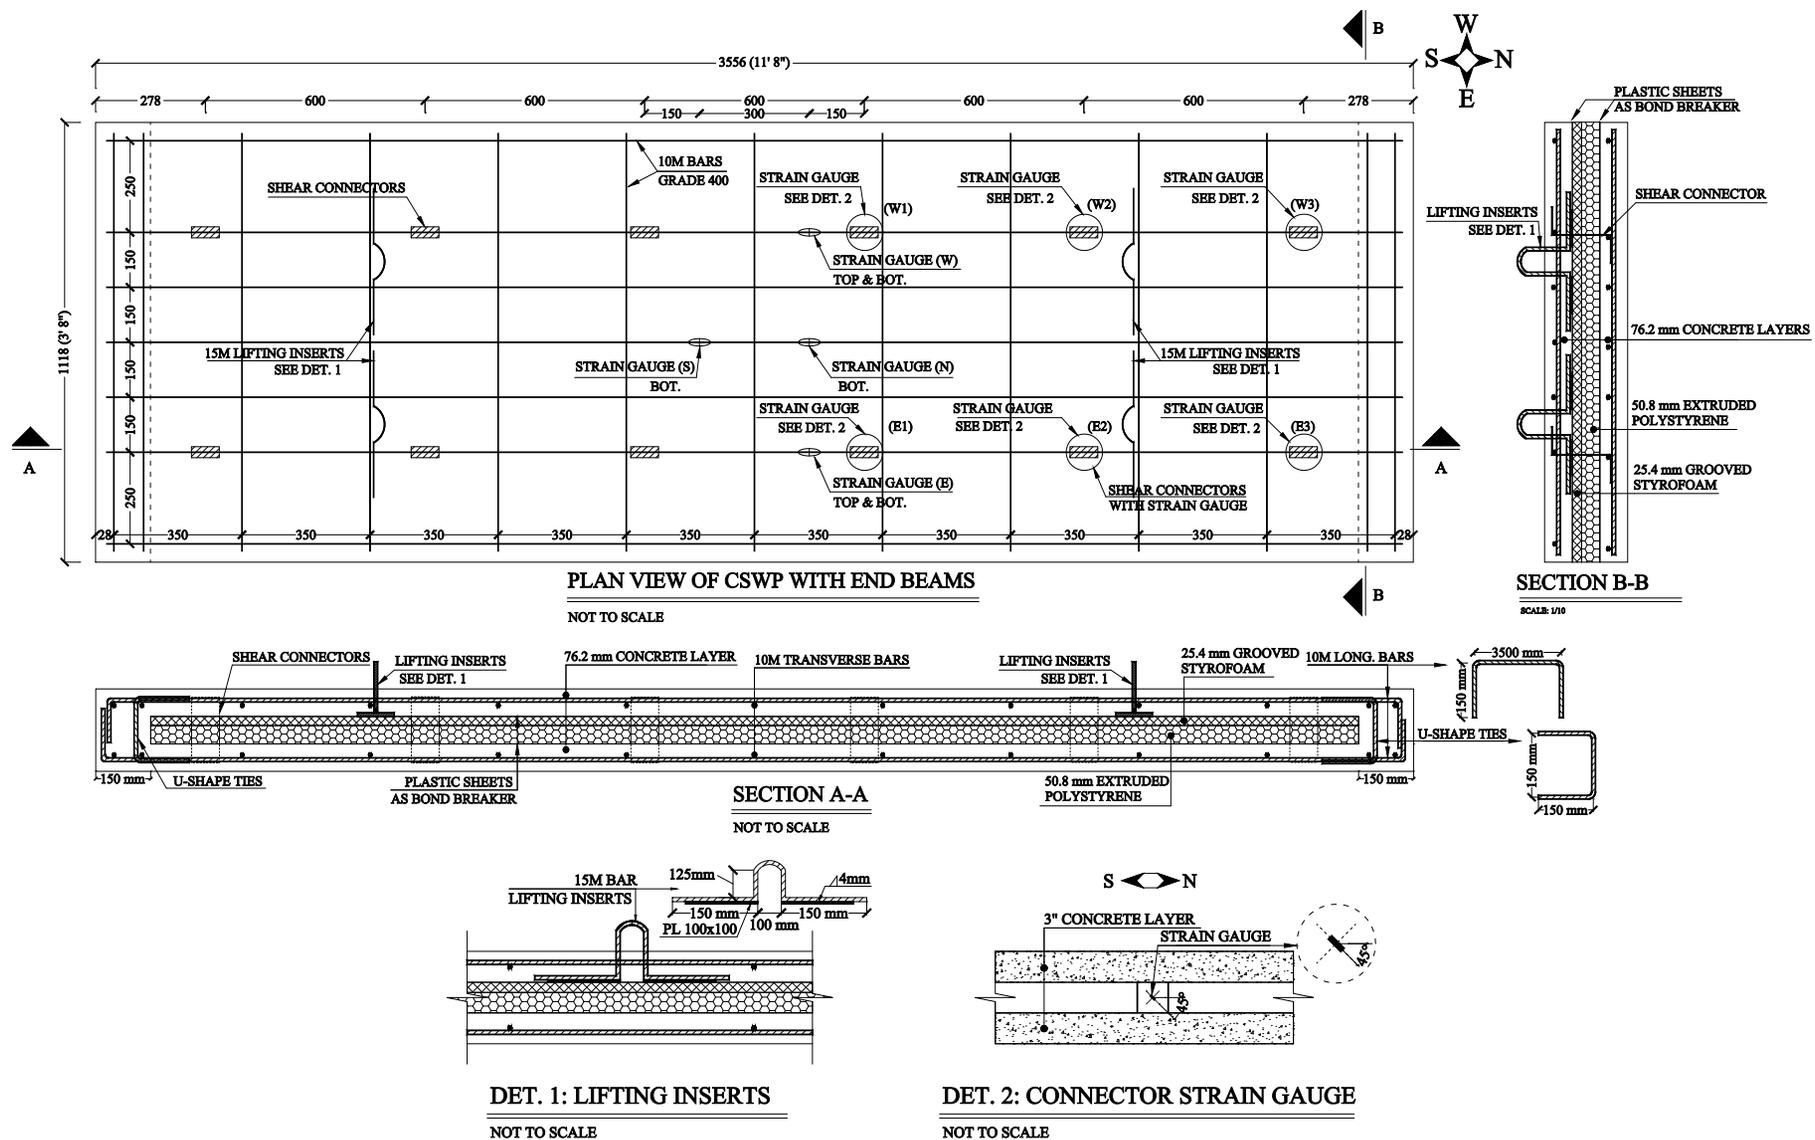 B
W
S N
E
3556 (11' 8")
278 600 600 600 600 600 278
150 300 150
PLASTIC SHEETS
AS BOND BREAKER
10M BARS
GRADE 400
SHEAR CONNECTORS
STRAIN GAUGE
SEE DET. 2
(W1)
STRAIN GAUGE
SEE DET. 2
(W2)
STRAIN GAUGE
SEE DET. 2
(W3)
SHEAR CONNECTOR
LIFTING INSERTS
SEE DET. 1
STRAIN GAUGE (W)
TOP & BOT.
1118 (3' 8")
250
150
150
150
150
250
15M LIFTING INSERTS
SEE DET. 1
STRAIN GAUGE (S)
BOT.
STRAIN GAUGE (N)
BOT.
15M LIFTING INSERTS
SEE DET. 1
76.2 mm CONCRETE LAYERS
STRAIN GAUGE
SEE DET. 2
(E1)
STRAIN GAUGE
SEE DET. 2
(E2)
STRAIN GAUGE
SEE DET. 2
(E3)
50.8 mm EXTRUDED
POLYSTYRENE
A
A
STRAIN GAUGE (E)
TOP & BOT.
SHEAR CONNECTORS
WITH STRAIN GAUGE
25.4 mm GROOVED
STYROFOAM
28 350 350 350 350 350 350 350 350 350 350 28
PLAN VIEW OF CSWP WITH END BEAMS
NOT TO SCALE
B
SECTION B-B
SCALE: 1/10
SHEAR CONNECTORS
LIFTING INSERTS
SEE DET. 1
76.2 mm CONCRETE LAYER
10M TRANSVERSE BARS
LIFTING INSERTS
SEE DET. 1
25.4 mm GROOVED
STYROFOAM
10M LONG. BARS
3500 mm
150 mm
150 mm
U-SHAPE TIES
PLASTIC SHEETS
AS BOND BREAKER
50.8 mm EXTRUDED
POLYSTYRENE
150 mm
U-SHAPE TIES
150 mm
150 mm
SECTION A-A
NOT TO SCALE
15M BAR
LIFTING INSERTS
125mm
4mm
150 mm
150 mm
PL 100x100
100 mm
S N
3" CONCRETE LAYER
STRAIN GAUGE
45°
45°
DET. 1: LIFTING INSERTS
NOT TO SCALE
DET. 2: CONNECTOR STRAIN GAUGE
NOT TO SCALE